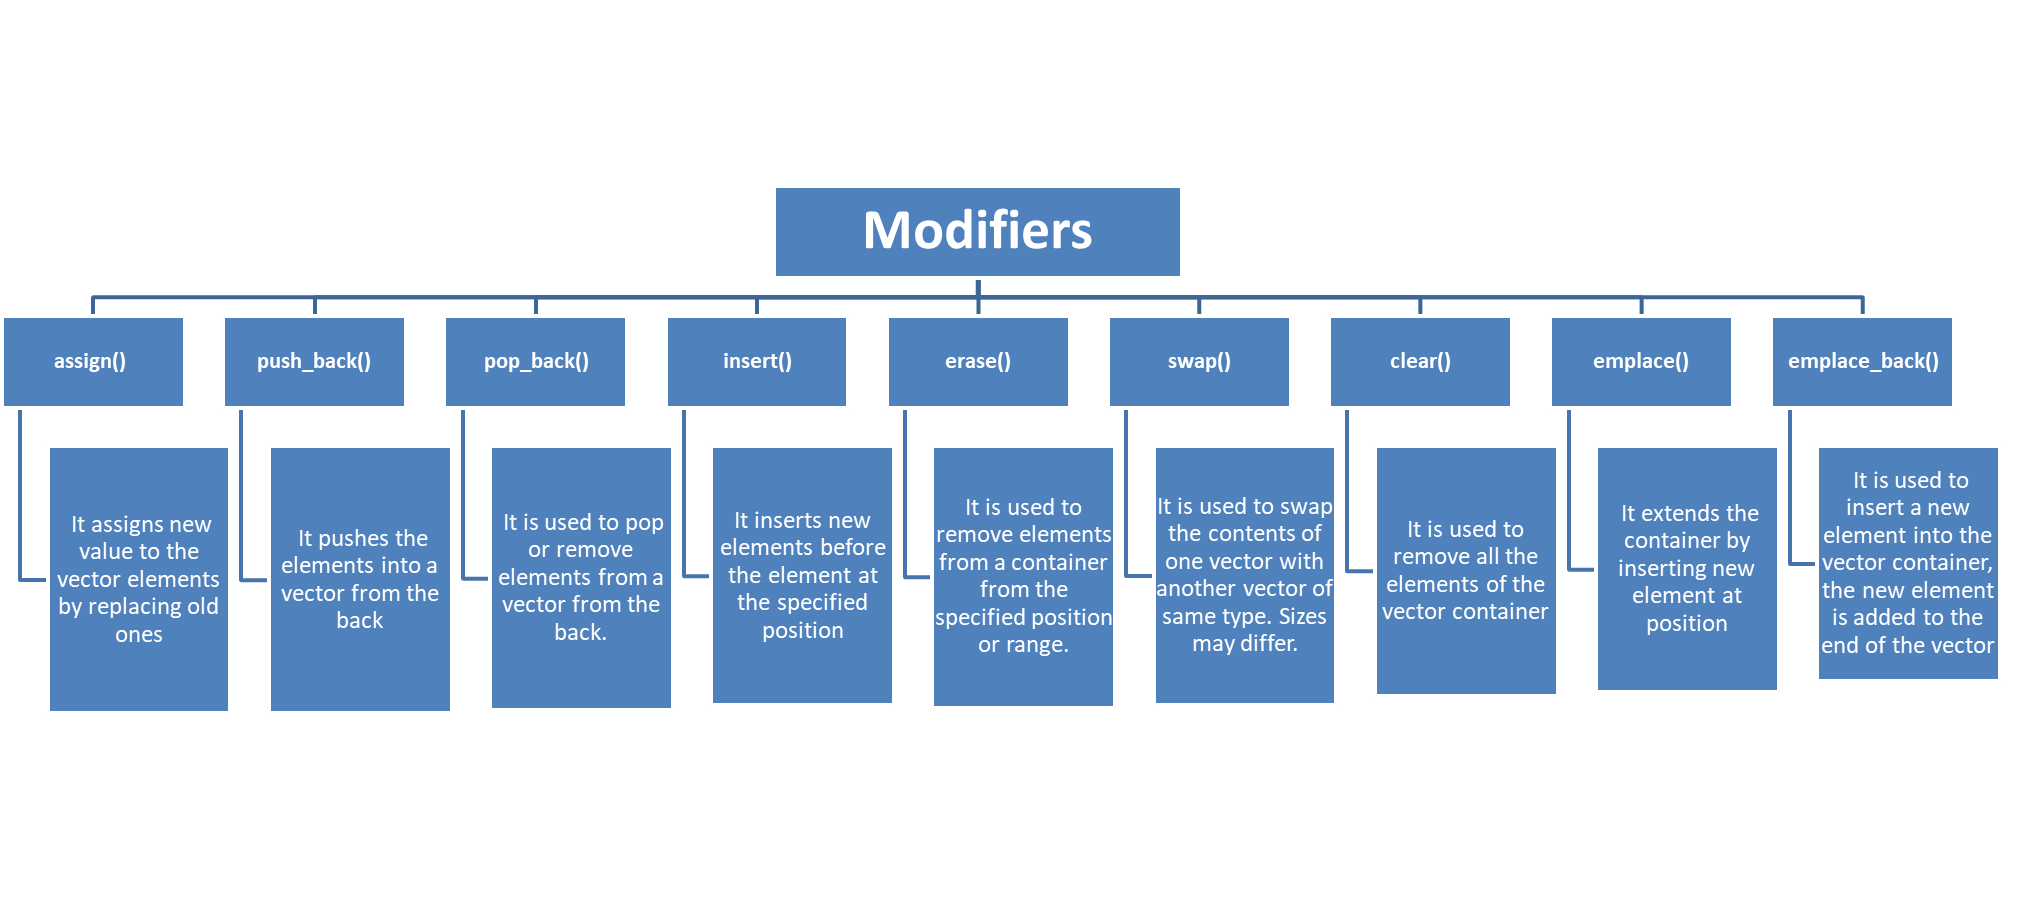 Modifiers
assign()
push_back()
pop_back()
insert()
erase()
swap()
clear()
emplace()
emplace_back()
It assigns new
value to the
vector elements
by replacing old
ones
It pushes the
elements into a
vector from the
back
It is used to pop
or remove
elements from a
vector from the
back.
It inserts new
elements before
the element at
the specified
position
It is used to
remove elements
from a container
from the
specified position
or range.
It is used to swap
the contents of
one vector with
another vector of
same type. Sizes
may differ.
It is used to
remove all the
elements of the
vector container
It extends the
container by
inserting new
element at
position
It is used to
insert a new
element into the
vector container,
the new element
is added to the
end of the vector